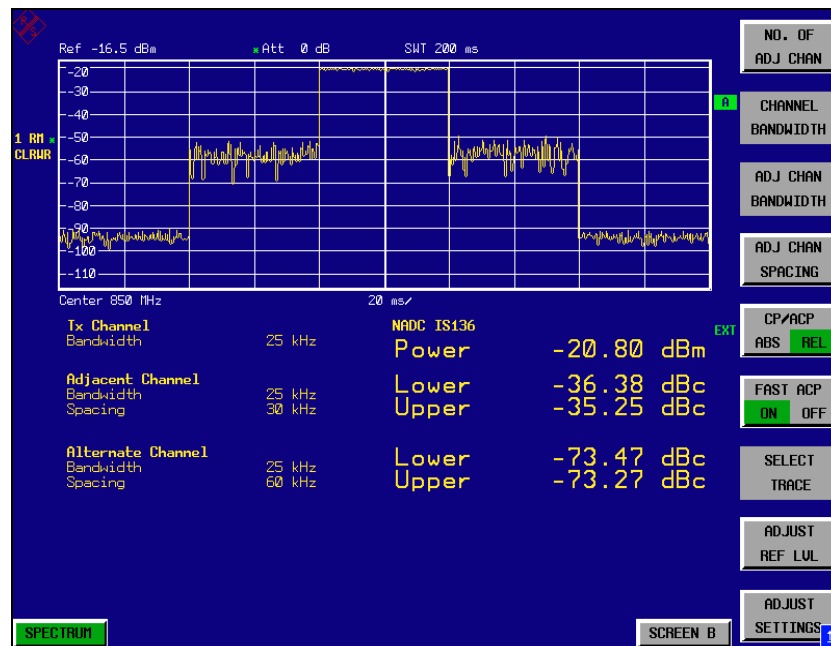 R
S
Ref -16.5 dBm *Att 0 dB SWT 200 ms
-20
-30
-40
-50
-60
-70
-80
-90
-100
-110
A
1 RM *
CLRWR
Center 850 MHz 20 ms/
Tx Channel NADC IS136
Bandwidth 25 kHz
Power -20.80 dBm
EXT
Adjacent Channel
Bandwidth 25 kHz
Spacing 30 kHz
Lower -36.38 dBc
Upper -35.25 dBc
Alternate Channel
Bandwidth 25 kHz
Spacing 60 kHz
Lower -73.47 dBc
Upper -73.27 dBc
SPECTRUM
SCREEN B
NO. OF
ADJ CHAN
CHANNEL
BANDWIDTH
ADJ CHAN
BANDWIDTH
ADJ CHAN
SPACING
CP/ACP
ABS REL
FAST ACP
ON OFF
SELECT
TRACE
ADJUST
REF LVL
ADJUST
SETTINGS